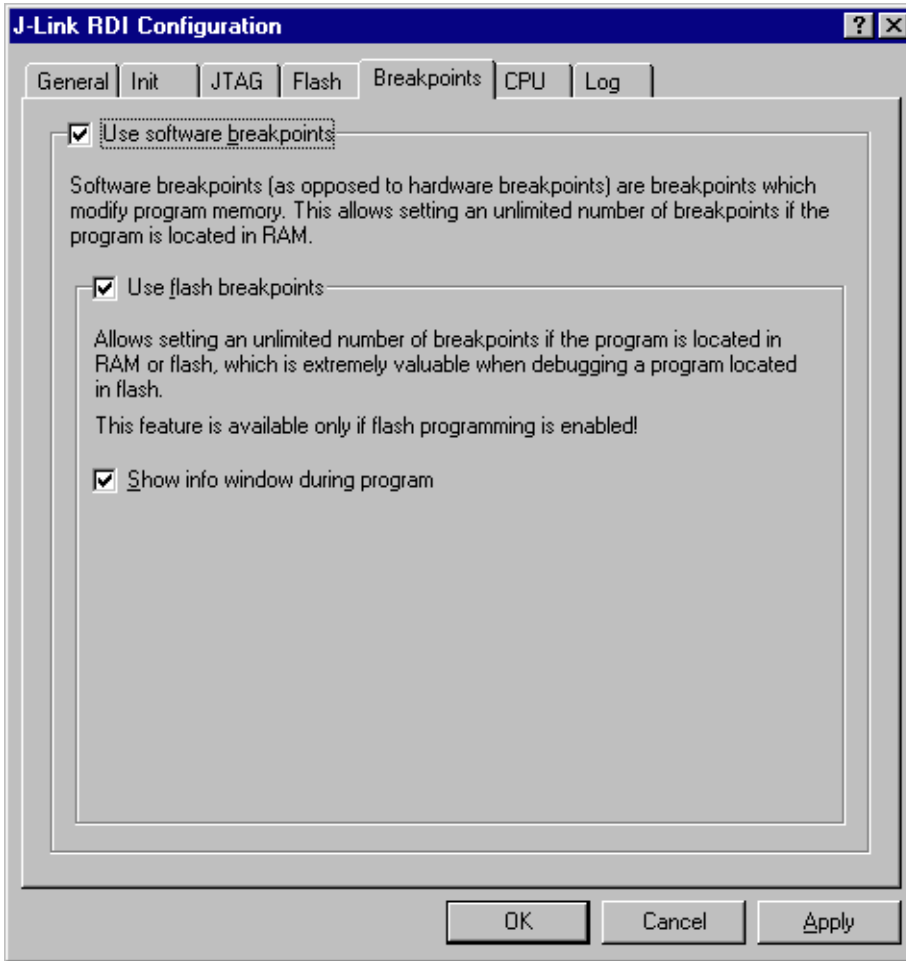 J-Link RDI Configuration
General Init JTAG Flash Breakpoints CPU Log
Use software breakpoints
Software breakpoints (as opposed to hardware breakpoints) are breakpoints which
modify program memory. This allows setting an unlimited number of breakpoints if the
program is located in RAM.
Use flash breakpoints
Allows setting an unlimited number of breakpoints if the program is located in
RAM or flash, which is extremely valuable when debugging a program located
in flash.
This feature is available only if flash programming is enabled!
Show info window during program
OK Cancel Apply